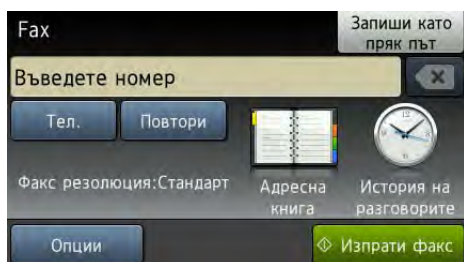 Fax
Запиши като
пряк път
Въведете номер
Тел.
Повтори
Факс резолюция:Стандарт
Адресна
книга
История на
разговорите
Опции
Изпрати факс